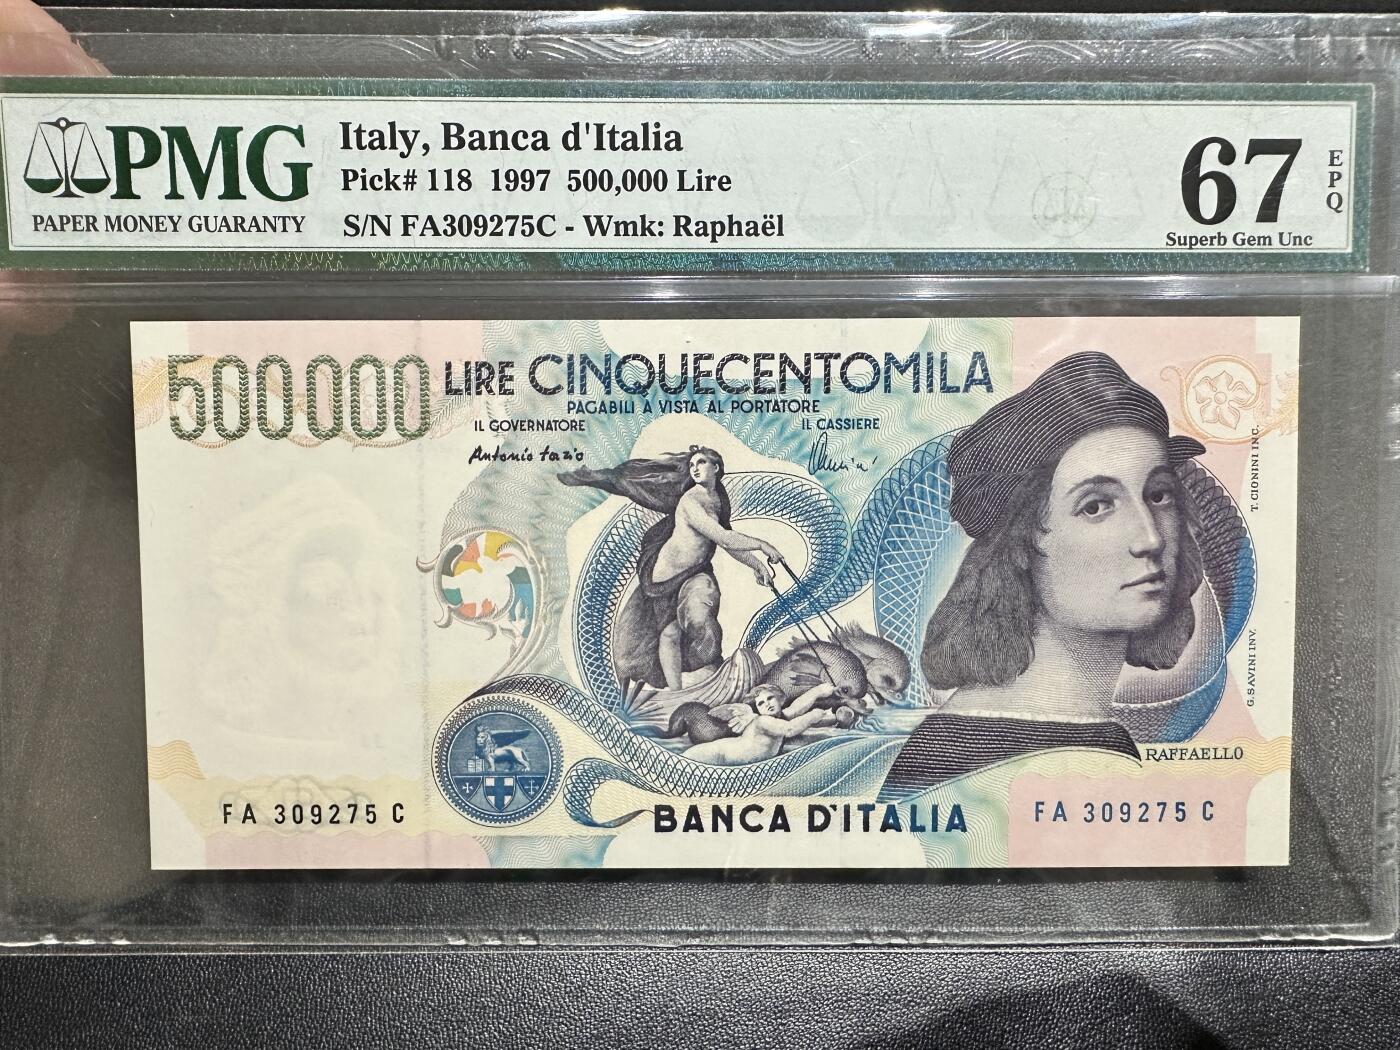 PMG
PAPER MONEY GUARANTY
Italy, Banca d'Italia
Pick# 118 1997 500,000 Lire
S/N FA309275C - Wmk: Raphaël
67
EPQ
Superb Gem Unc
500000 LIRE CINQUECENTOMILA
PAGABILI A VISTA AL PORTATORE
IL GOVERNATORE
IL CASSIERE
Antonio Fazio
T. CIONINI INC.
G. SAVINI INV.
RAFFAELLO
FA 309275 C
BANCA D'ITALIA
FA 309275 C